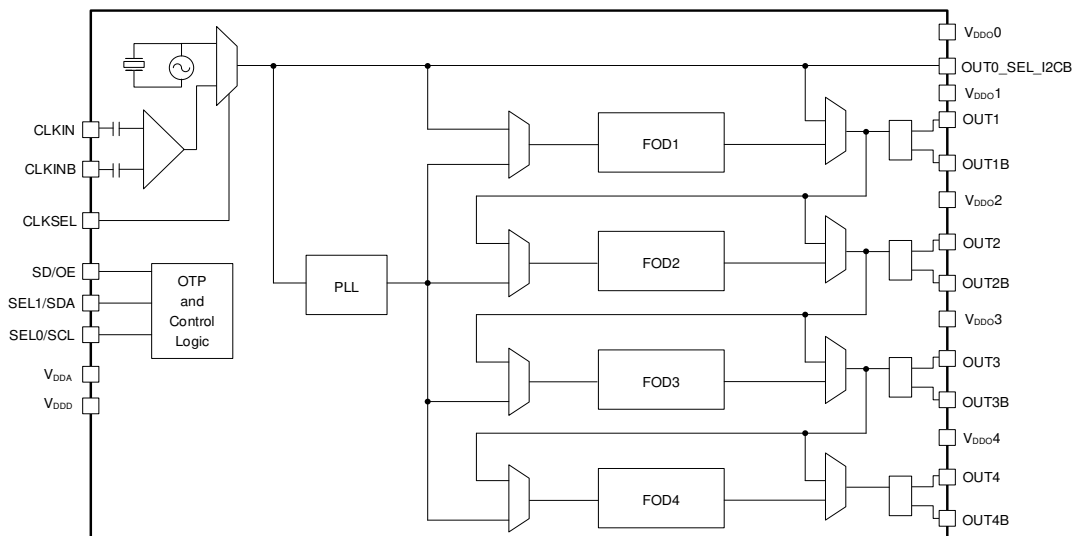 CLKIN
CLKINB
CLKSEL
SD/OE
SEL1/SDA
SEL0/SCL
VDDA
VDDD
OTP
and
Control
Logic
PLL
FOD1
FOD2
FOD3
FOD4
VDDO0
OUT0_SEL_I2CB
VDDO1
OUT1
OUT1B
VDDO2
OUT2
OUT2B
VDDO3
OUT3
OUT3B
VDDO4
OUT4
OUT4B